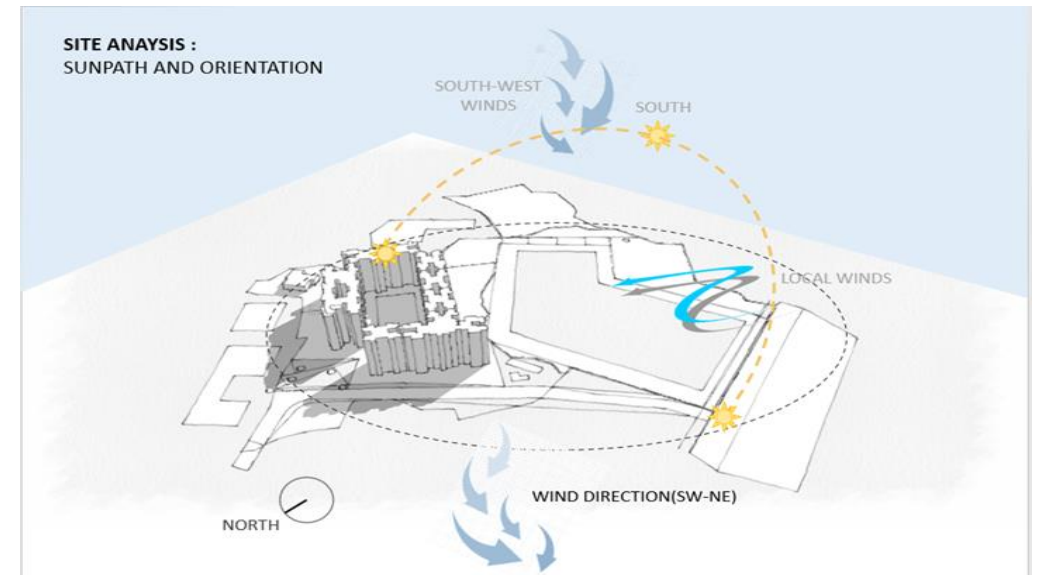 SITE ANAYSIS :
SUNPATH AND ORIENTATION
SOUTH-WEST
WINDS
SOUTH
LOCAL WINDS
WIND DIRECTION(SW-NE)
NORTH